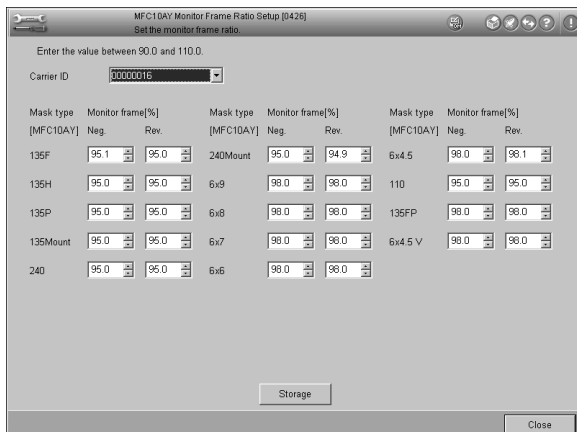 MFC10AY Monitor Frame Ratio Setup [0426]
Set the monitor frame ratio.
Enter the value between 90.0 and 110.0.
Carrier ID 00000016
Mask type Monitor frame[%] Mask type Monitor frame[%] Mask type Monitor frame[%]
[MFC10AY] Neg. Rev. [MFC10AY] Neg. Rev. [MFC10AY] Neg. Rev.
135F 95.1 95.0 240Mount 95.0 94.9 6x4.5 98.0 98.1
135H 95.0 95.0 6x9 98.0 98.0 110 95.0 95.0
135P 95.0 95.0 6x8 98.0 98.0 135FP 98.0 98.0
135Mount 95.0 95.0 6x7 98.0 98.0 6x4.5 V 98.0 98.0
240 95.0 95.0 6x6 98.0 98.0
Storage
Close